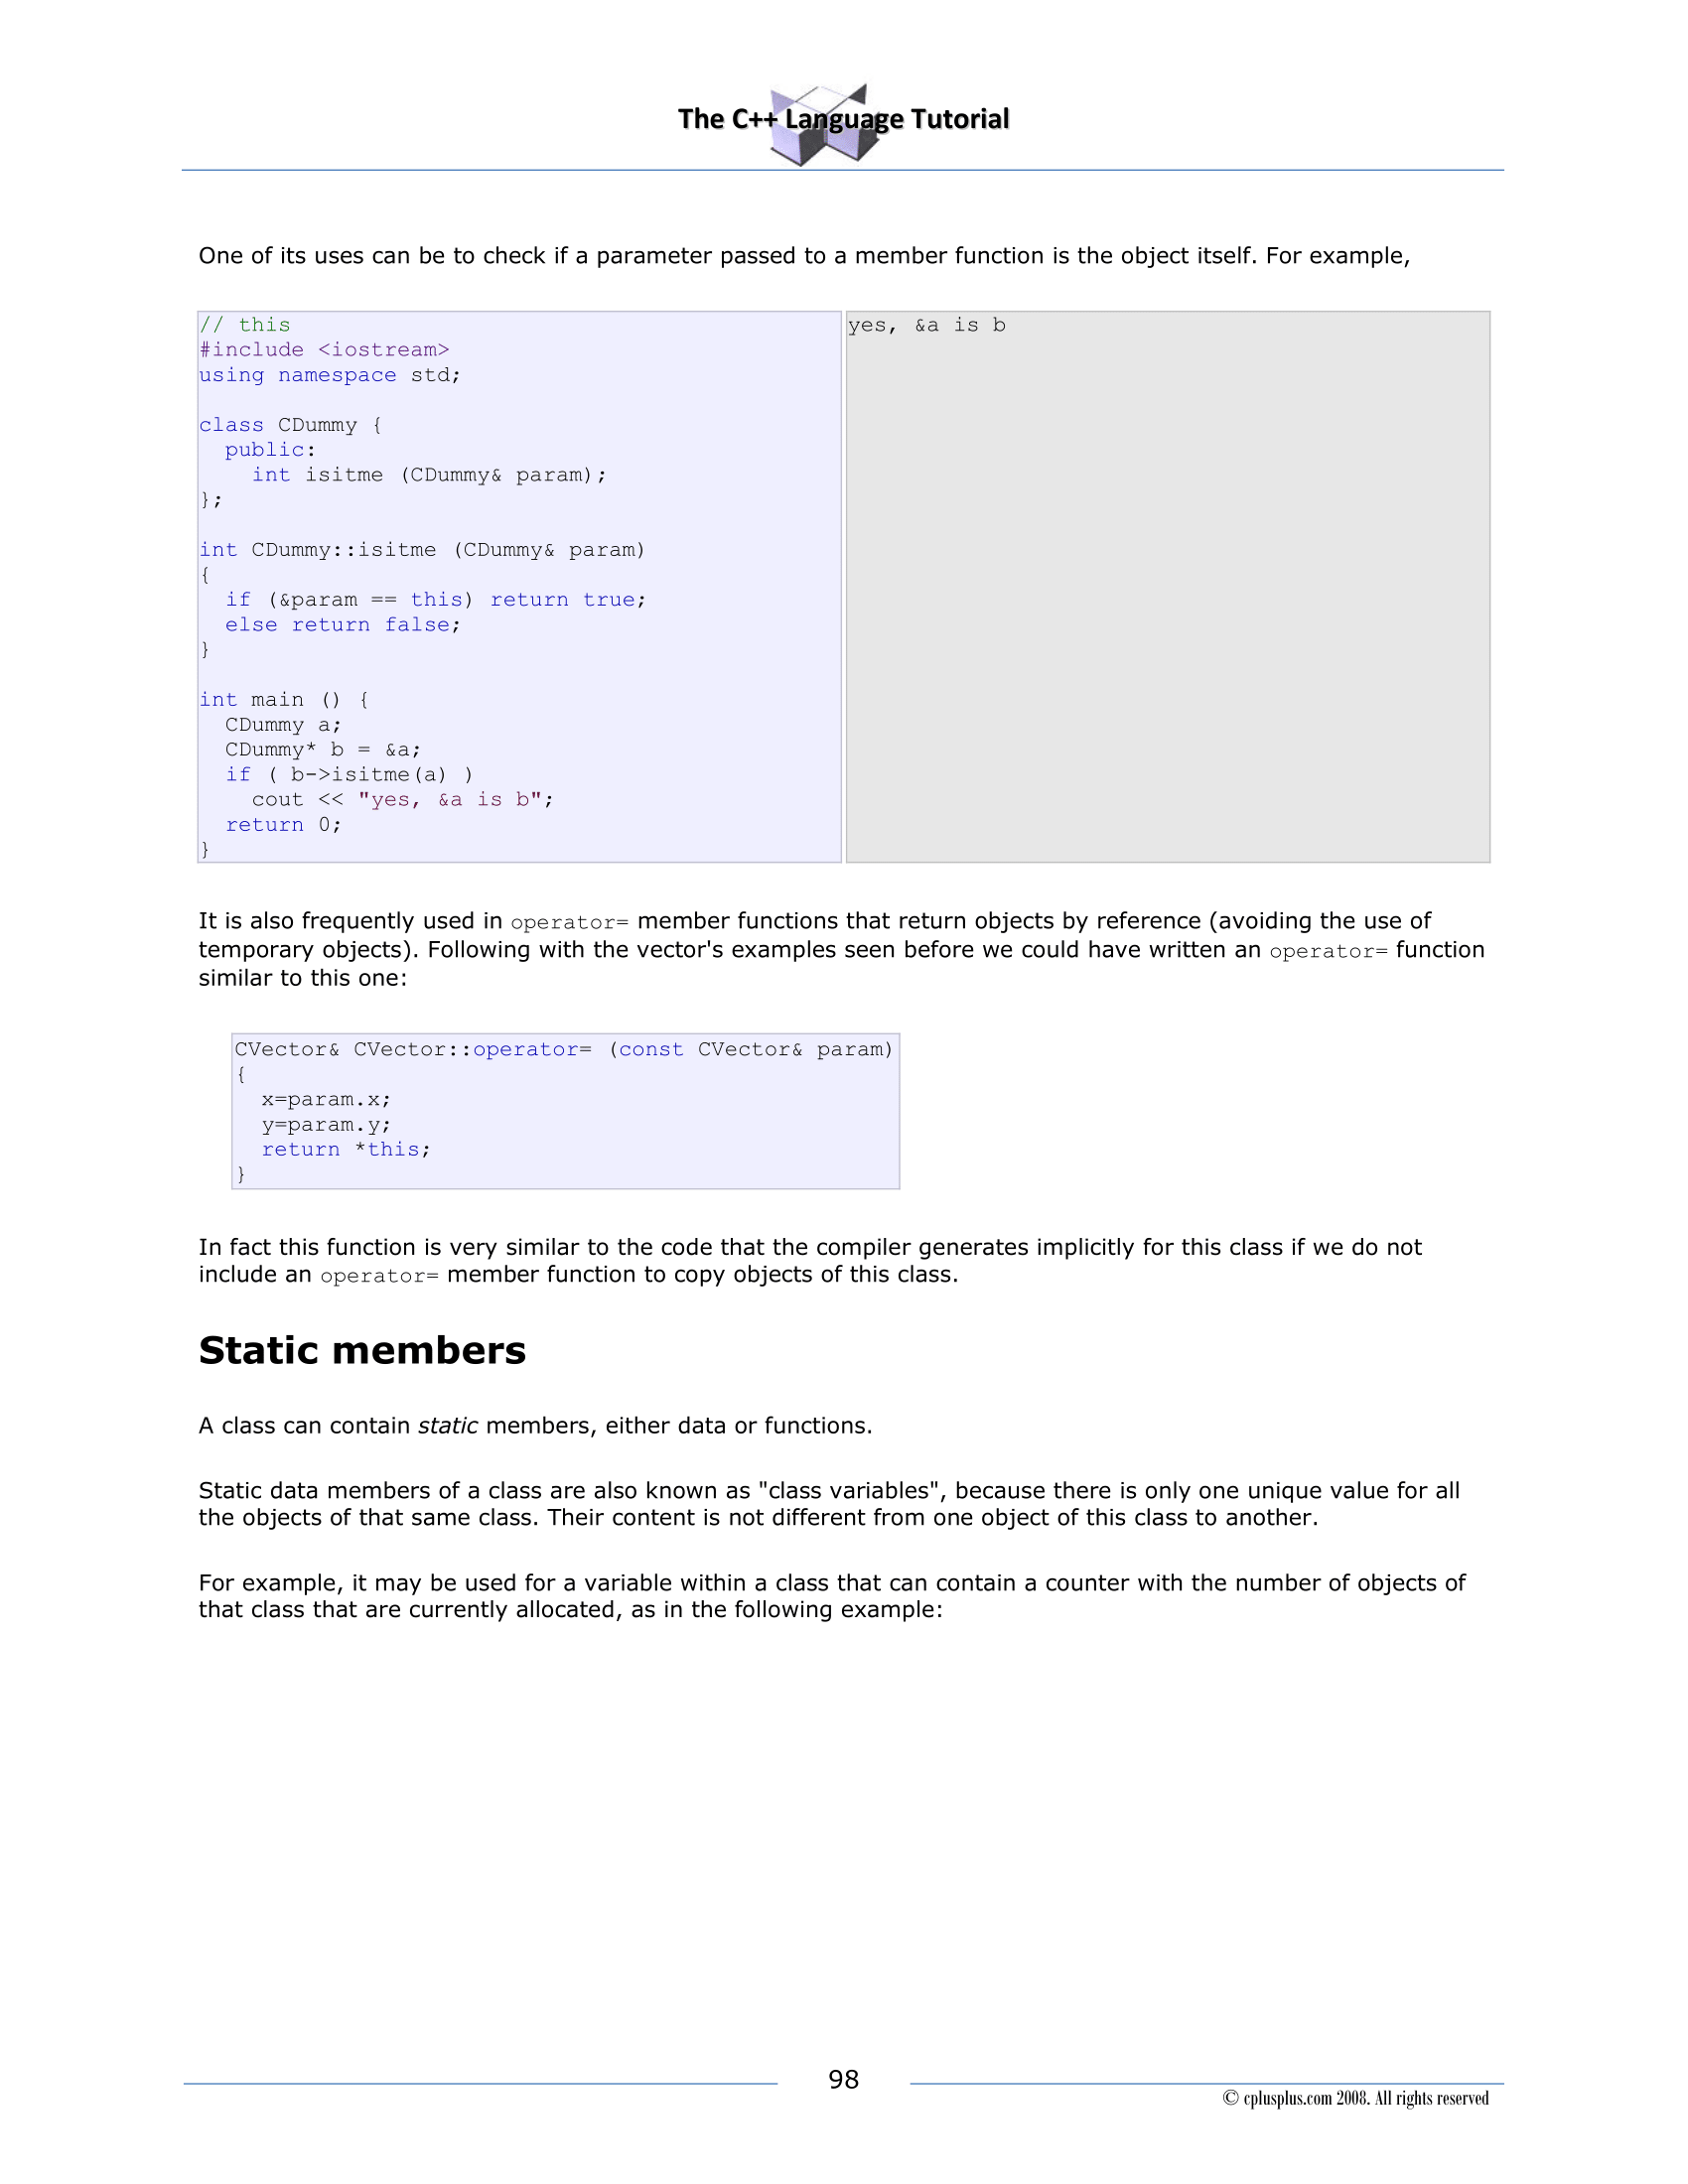 The C++ Language Tutorial
One of its uses can be to check if a parameter passed to a member function is the object itself. For example,
// this
#include <iostream>
using namespace std;

class CDummy {
  public:
    int isitme (CDummy& param);
};

int CDummy::isitme (CDummy& param)
{
  if (&param == this) return true;
  else return false;
}

int main () {
  CDummy a;
  CDummy* b = &a;
  if ( b->isitme(a) )
    cout << "yes, &a is b";
  return 0;
}
yes, &a is b
It is also frequently used in operator= member functions that return objects by reference (avoiding the use of
temporary objects). Following with the vector's examples seen before we could have written an operator= function
similar to this one:
CVector& CVector::operator= (const CVector& param)
{
  x=param.x;
  y=param.y;
  return *this;
}
In fact this function is very similar to the code that the compiler generates implicitly for this class if we do not
include an operator= member function to copy objects of this class.
Static members
A class can contain static members, either data or functions.
Static data members of a class are also known as "class variables", because there is only one unique value for all
the objects of that same class. Their content is not different from one object of this class to another.
For example, it may be used for a variable within a class that can contain a counter with the number of objects of
that class that are currently allocated, as in the following example:
98
© cplusplus.com 2008. All rights reserved